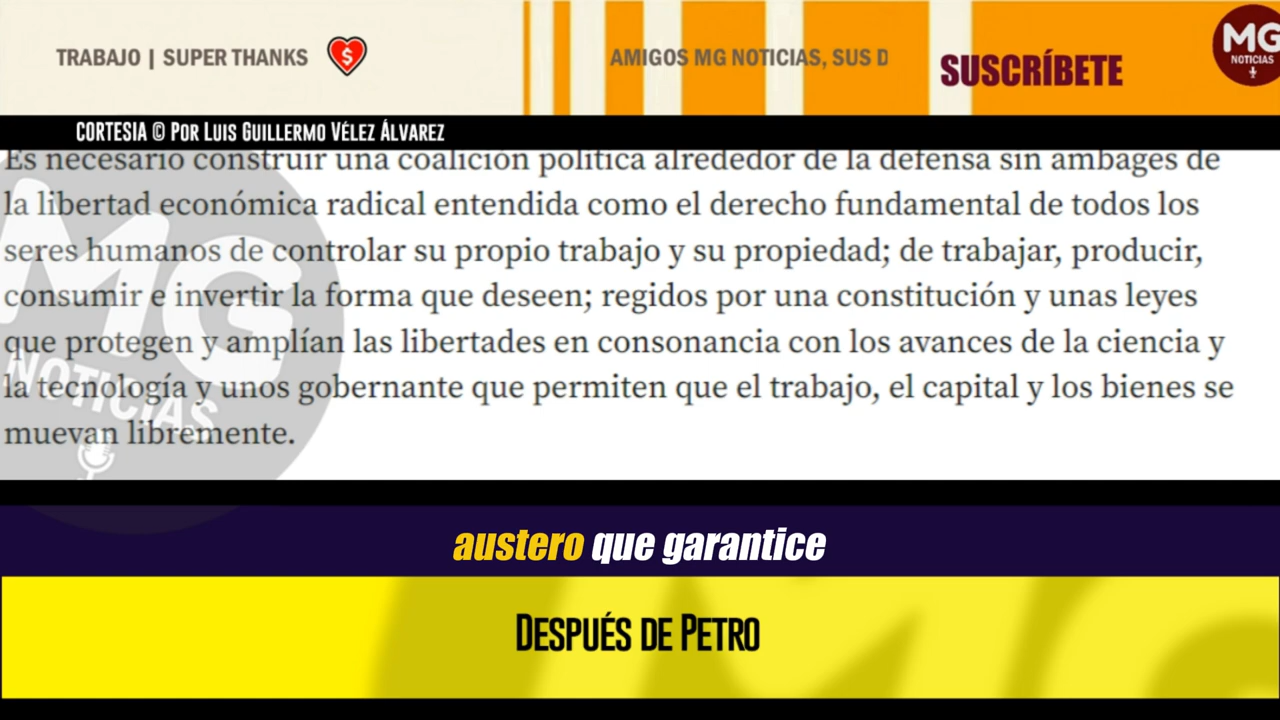 TRABAJO | SUPER THANKS
$
AMIGOS MG NOTICIAS, SUS D
SUSCRÍBETE
MG
NOTICIAS
CORTESIA © Por Luis Guillermo Vélez Álvarez
Es necesario construir una coalición política alrededor de la defensa sin ambages de
la libertad económica radical entendida como el derecho fundamental de todos los
seres humanos de controlar su propio trabajo y su propiedad; de trabajar, producir,
consumir e invertir la forma que deseen; regidos por una constitución y unas leyes
que protegen y amplían las libertades en consonancia con los avances de la ciencia y
la tecnología y unos gobernante que permiten que el trabajo, el capital y los bienes se
muevan libremente.
MG
NOTICIAS
austero que garantice
Después de Petro